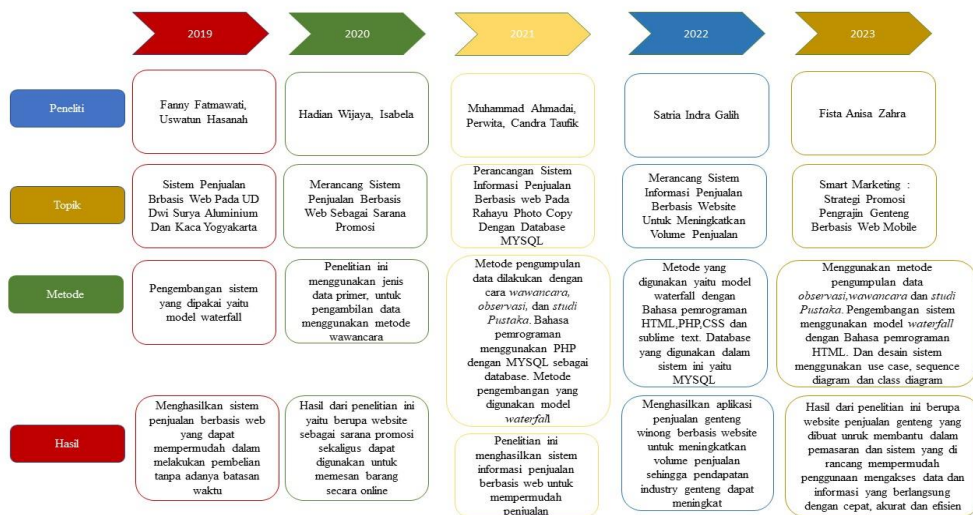 2019
2020
2021
2022
2023
Peneliti
Fanny Fatmawati,
Uswatun Hasanah
Hadian Wijaya, Isabela
Muhammad Ahmadai,
Perwita, Candra Taufik
Satria Indra Galih
Fista Anisa Zahra
Topik
Sistem Penjualan
Brbasis Web Pada UD
Dwi Surya Aluminium
Dan Kaca Yogyakarta
Merancang Sistem
Penjualan Berbasis
Web Sebagai Sarana
Promosi
Perancangan Sistem
Informasi Penjualan
Berbasis web Pada
Rahayu Photo Copy
Dengan Database
MYSQL
Merancang Sistem
Informasi Penjualan
Berbasis Website
Untuk Meningkatkan
Volume Penjualan
Smart Marketing :
Strategi Promosi
Pengrajin Genteng
Berbasis Web Mobile
Metode
Pengembangan sistem
yang dipakai yaitu
model waterfall
Penelitian ini
menggunakan jenis
data primer, untuk
pengambilan data
menggunakan metode
wawancara
Metode pengumpulan
data dilakukan dengan
cara wawancara,
observasi, dan studi
Pustaka. Bahasa
pemrograman
menggunakan PHP
dengan MYSQL sebagai
database. Metode
pengembangan yang
digunakan model
waterfall
Metode yang
digunakan yaitu model
waterfall dengan
Bahasa pemrograman
HTML,PHP,CSS dan
sublime text. Database
yang digunakan dalam
sistem ini yaitu
MYSQL
Menggunakan metode
pengumpulan data
observasi,wawancara dan studi
Pustaka. Pengembangan sistem
menggunakan model waterfall
dengan Bahasa pemrograman
HTML. Dan desain sistem
menggunakan use case, sequence
diagram dan class diagram
Hasil
Menghasilkan sistem
penjualan berbasis web
yang dapat
mempermudah dalam
melakukan pembelian
tanpa adanya batasan
waktu
Hasil dari penelitian ini
yaitu berupa website
sebagai sarana promosi
sekaligus dapat
digunakan untuk
memesan barang
secara online
Penelitian ini
menghasilkan sistem
informasi penjualan
berbasis web untuk
mempermudah
penjualan
Menghasilkan aplikasi
penjualan genteng
winong berbasis website
untuk meningkatkan
volume penjualan
sehingga pendapatan
industry genteng dapat
meningkat
Hasil dari penelitian ini berupa
website penjualan genteng yang
dibuat unruk membantu dalam
pemasaran dan sistem yang di
rancang mempermudah
penggunaan mengakses data dan
informasi yang berlangsung
dengan cepat, akurat dan efisien